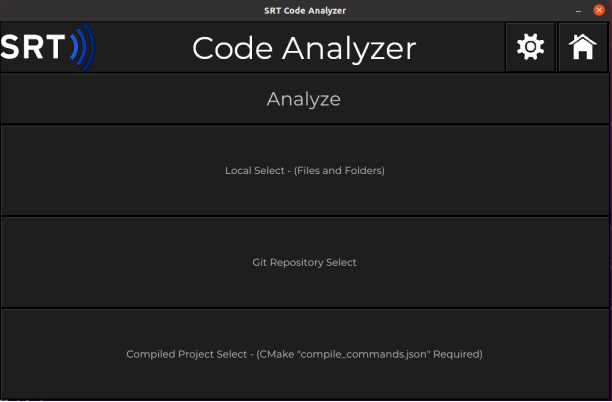 SRT Code Analyzer
SRT
Code Analyzer
Analyze
Local Select - (Files and Folders)
Git Repository Select
Compiled Project Select - (CMake "compile_commands.json" Required)